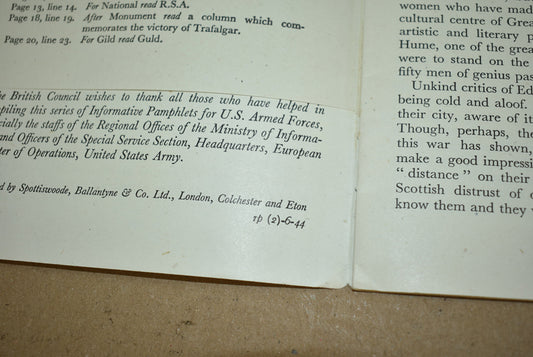 Page 13, line 14. For National read R.S.A.
Page 18, line 19. After Monument read a column which com-
memorates the victory of Trafalgar.
Page 20, line 23. For Gild read Guld.
British Council wishes to thank all those who have helped in
this series of Informative Pamphlets for U.S. Armed Forces,
the staffs of the Regional Offices of the Ministry of Informa-
and Officers of the Special Service Section, Headquarters, European
of Operations, United States Army.
by Spottiswoode, Ballantyne & Co. Ltd., London, Colchester and Eton
1p (2)-6-44
women who have made
cultural centre of Grea
artistic and literary p
Hume, one of the grea
were to stand on the
fifty men of genius pas
Unkind critics of Ed
being cold and aloof.
their city, aware of it
Though, perhaps, the
this war has shown,
make a good impressi
" distance " on their
Scottish distrust of
know them and they w